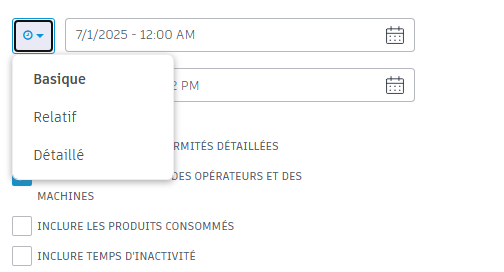 7/1/2025 - 12:00 AM
Basique
2 PM
Relatif
Détaillé
RMITÉS DÉTAILLÉES
DES OPÉRATEURS ET DES
MACHINES
INCLURE LES PRODUITS CONSOMMÉS
INCLURE TEMPS D'INACTIVITÉ